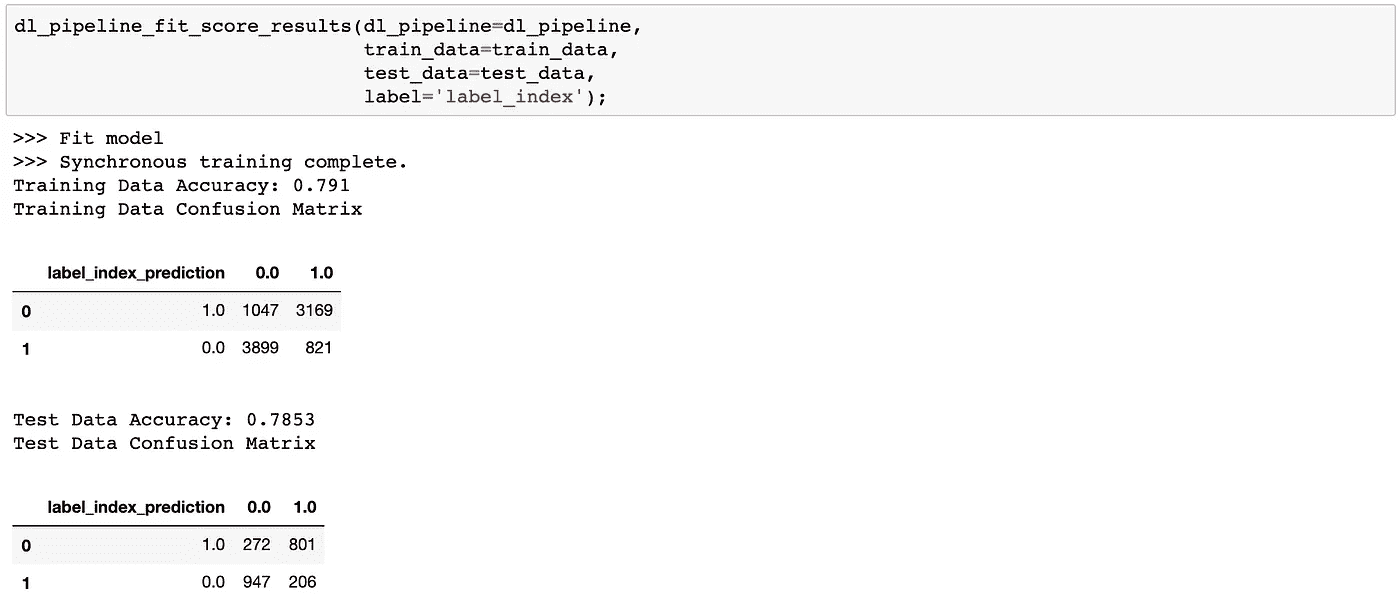 dl_pipeline_fit_score_results(dl_pipeline=dl_pipeline,
train_data=train_data,
test_data=test_data,
label='label_index');
>>> Fit model
>>> Synchronous training complete.
Training Data Accuracy: 0.791
Training Data Confusion Matrix
label_index_prediction 0.0 1.0
0 1.0 1047 3169
1 0.0 3899 821
Test Data Accuracy: 0.7853
Test Data Confusion Matrix
label_index_prediction 0.0 1.0
0 1.0 272 801
1 0.0 947 206